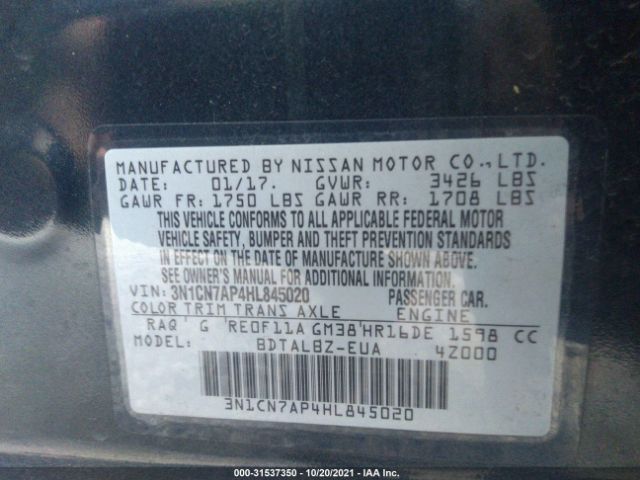 MANUFACTURED BY NISSAN MOTOR CO., LTD.
DATE: 01/17. GVWR: 3426 LBS
GAWR FR: 1750 LBS GAWR RR: 1708 LBS
THIS VEHICLE CONFORMS TO ALL APPLICABLE FEDERAL MOTOR
VEHICLE SAFETY, BUMPER AND THEFT PREVENTION STANDARDS
IN EFFECT ON THE DATE OF MANUFACTURE SHOWN ABOVE.
SEE OWNER'S MANUAL FOR ADDITIONAL INFORMATION.
VIN: 3N1CN7AP4HL845020 PASSENGER CAR.
COLOR TRIM TRANS AXLE ENGINE
RAQ G RE0F11A GM38 HR16DE 1598 CC
MODEL: BDTALBZ-EUA 4Z000
3N1CN7AP4HL845020
000-31537350 | 10/20/2021 | IAA Inc.